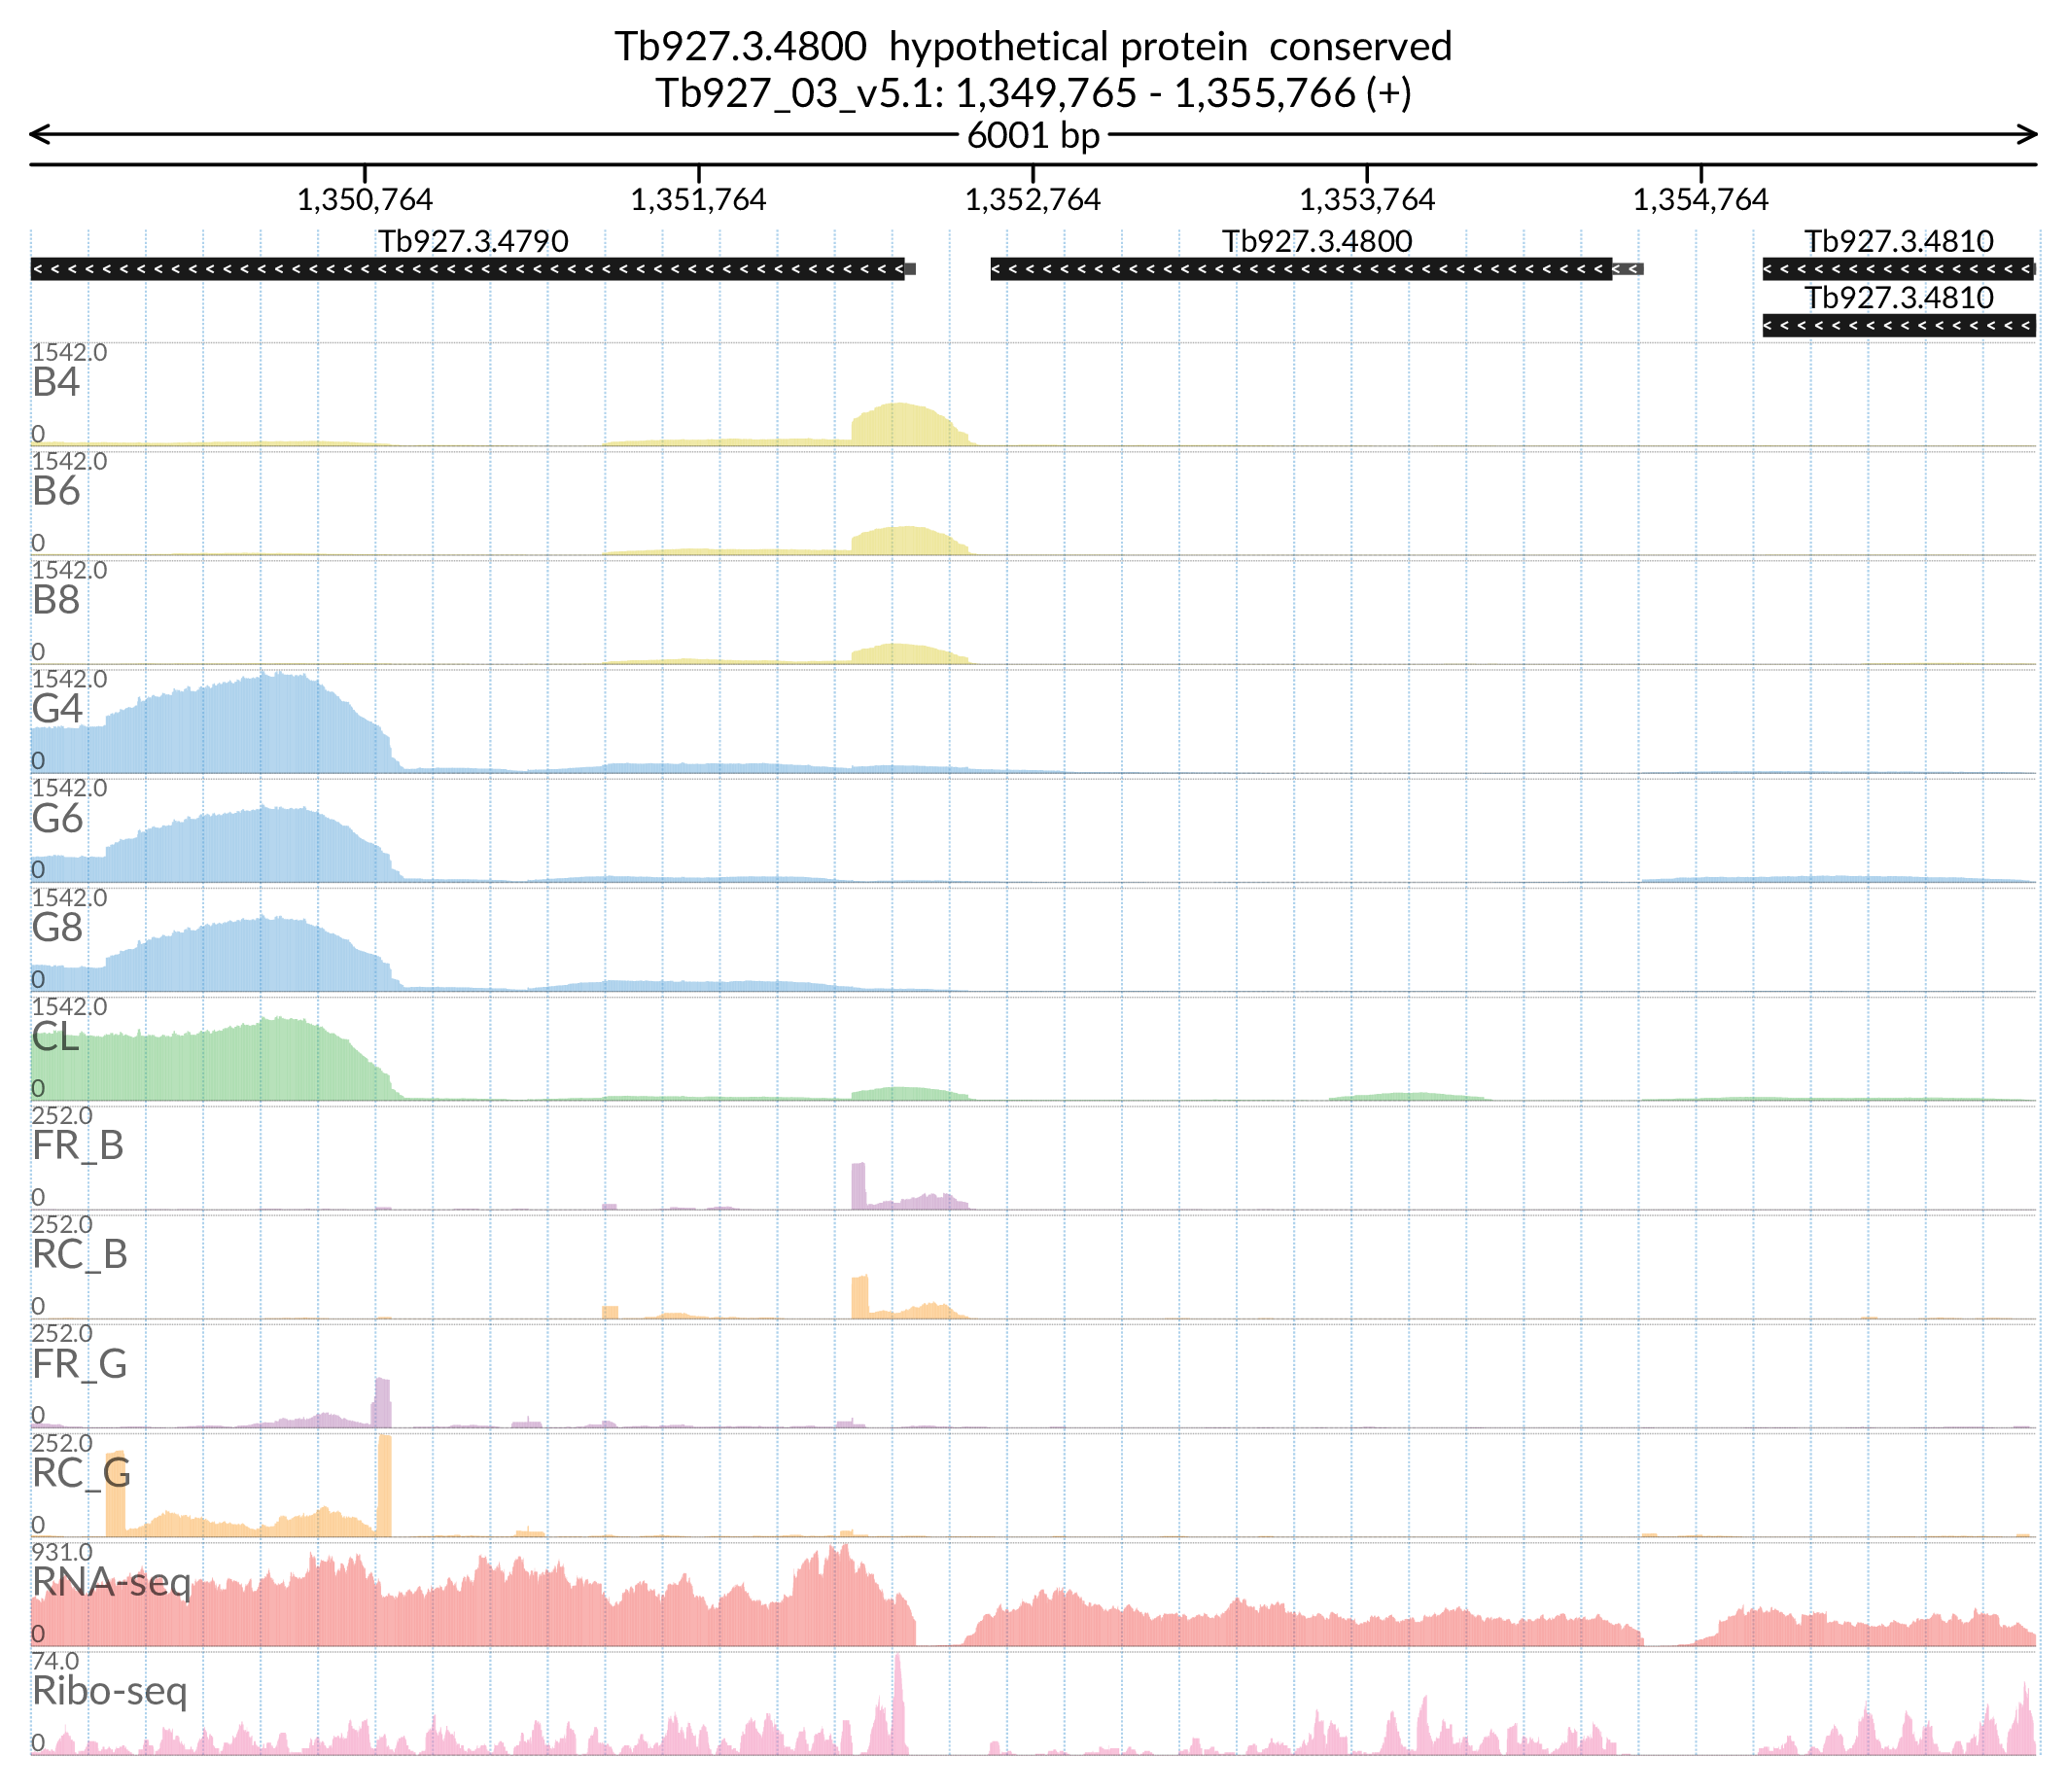 Tb927.3.4800  hypothetical protein  conserved
Tb927_03_v5.1: 1,349,765 - 1,355,766 (+)
6001 bp
1,350,764 1,351,764 1,352,764 1,353,764 1,354,764
Tb927.3.4790 Tb927.3.4800 Tb927.3.4810
Tb927.3.4810
1542.0
B4
0
1542.0
B6
0
1542.0
B8
0
1542.0
G4
0
1542.0
G6
0
1542.0
G8
0
1542.0
CL
0
252.0
FR_B
0
252.0
RC_B
0
252.0
FR_G
0
252.0
RC_G
0
931.0
RNA-seq
0
74.0
Ribo-seq
0